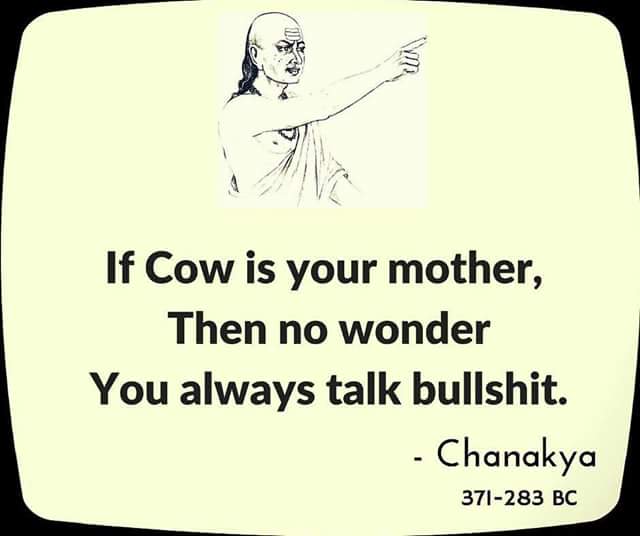 If Cow is your mother,
Then no wonder
You always talk bullshit.
- Chanakya
371-283 BC